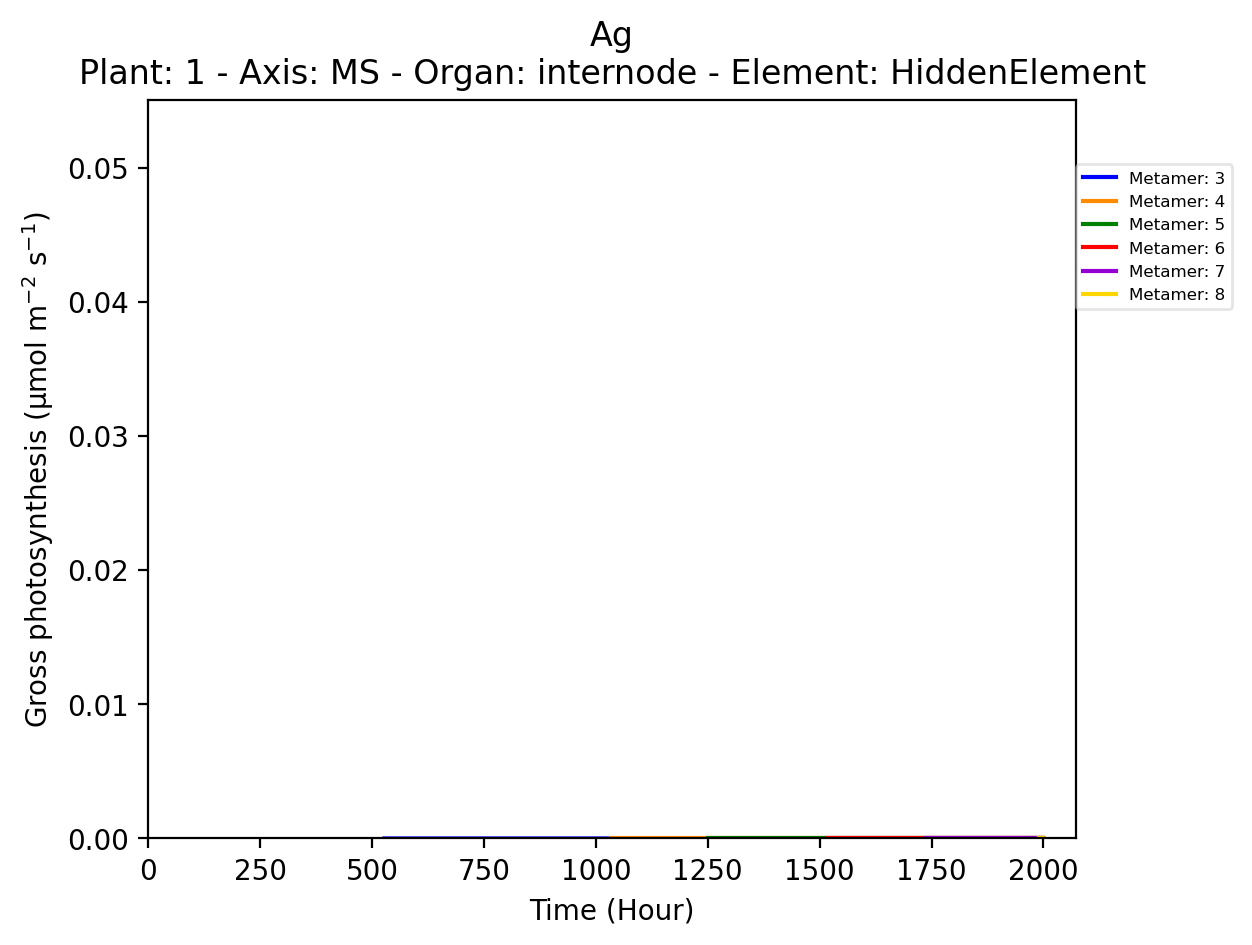 Ag
Plant: 1 - Axis: MS - Organ: internode - Element: HiddenElement
Gross photosynthesis (µmol m⁻² s⁻¹)
0.05
0.04
0.03
0.02
0.01
0.00
0 250 500 750 1000 1250 1500 1750 2000
Time (Hour)
Metamer: 3
Metamer: 4
Metamer: 5
Metamer: 6
Metamer: 7
Metamer: 8